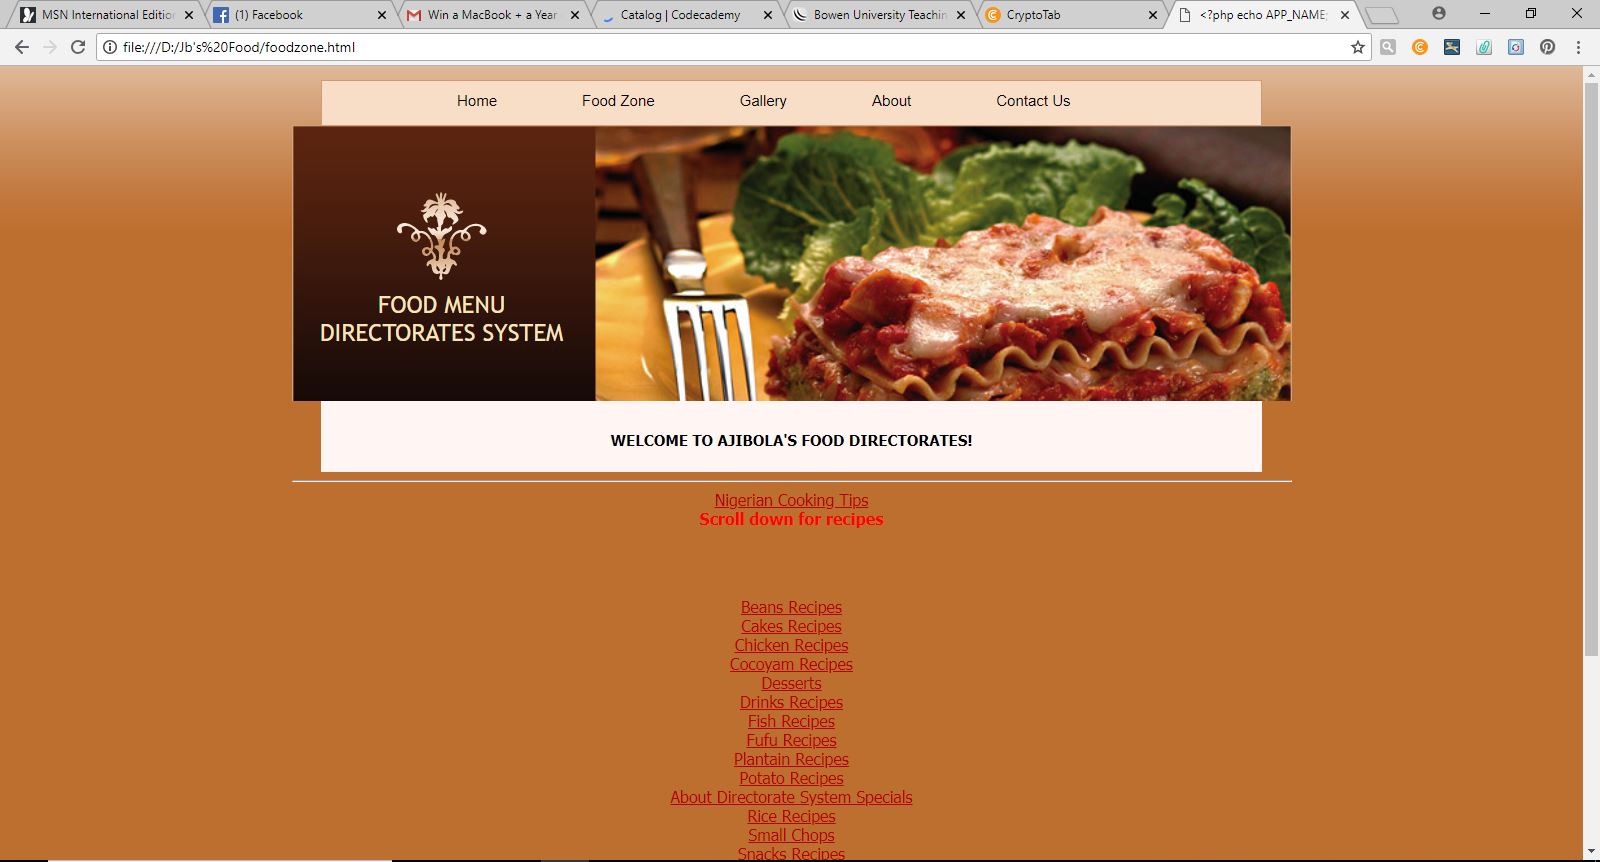 MSN International Edition
(1) Facebook
Win a MacBook + a Year
Catalog | Codecademy
Bowen University Teachin
CryptoTab
<?php echo APP_NAME;
file:///D:/Jb's%20Food/foodzone.html
Home Food Zone Gallery About Contact Us
FOOD MENU
DIRECTORATES SYSTEM
WELCOME TO AJIBOLA'S FOOD DIRECTORATES!
Nigerian Cooking Tips
Scroll down for recipes
Beans Recipes
Cakes Recipes
Chicken Recipes
Cocoyam Recipes
Desserts
Drinks Recipes
Fish Recipes
Fufu Recipes
Plantain Recipes
Potato Recipes
About Directorate System Specials
Rice Recipes
Small Chops
Snacks Recipes